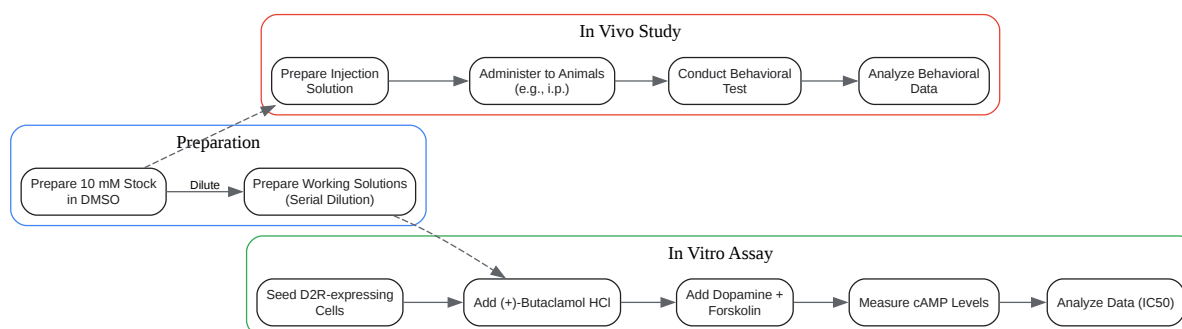 In Vivo Study
Prepare Injection
Solution
Administer to Animals
(e.g., i.p.)
Conduct Behavioral
Test
Analyze Behavioral
Data
Preparation
Prepare 10 mM Stock
in DMSO
Dilute
Prepare Working Solutions
(Serial Dilution)
In Vitro Assay
Seed D2R-expressing
Cells
Add (+)-Butaclamol HCl
Add Dopamine +
Forskolin
Measure cAMP Levels
Analyze Data (IC50)